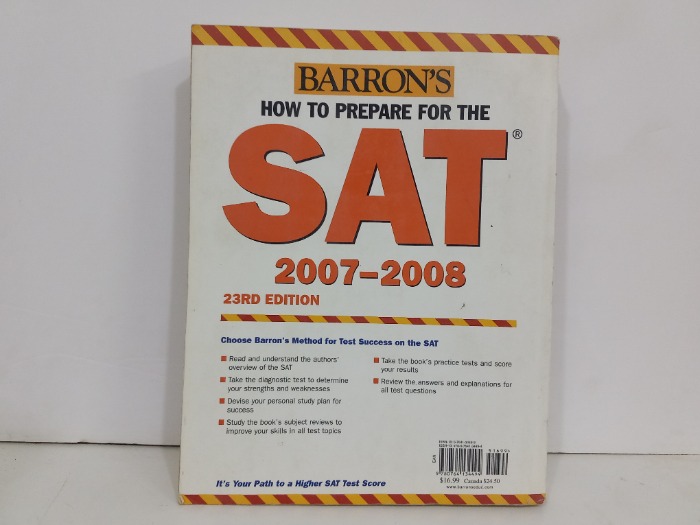 BARRON'S
HOW TO PREPARE FOR THE
SAT®
2007–2008
23RD EDITION
Choose Barron's Method for Test Success on the SAT
■ Read and understand the authors'
overview of the SAT
■ Take the diagnostic test to determine
your strengths and weaknesses
■ Devise your personal study plan for
success
■ Study the book's subject reviews to
improve your skills in all test topics
■ Take the book's practice tests and score
your results
■ Review the answers and explanations for
all test questions
It's Your Path to a Higher SAT Test Score
$16.99 Canada $24.50
www.barronseduc.com